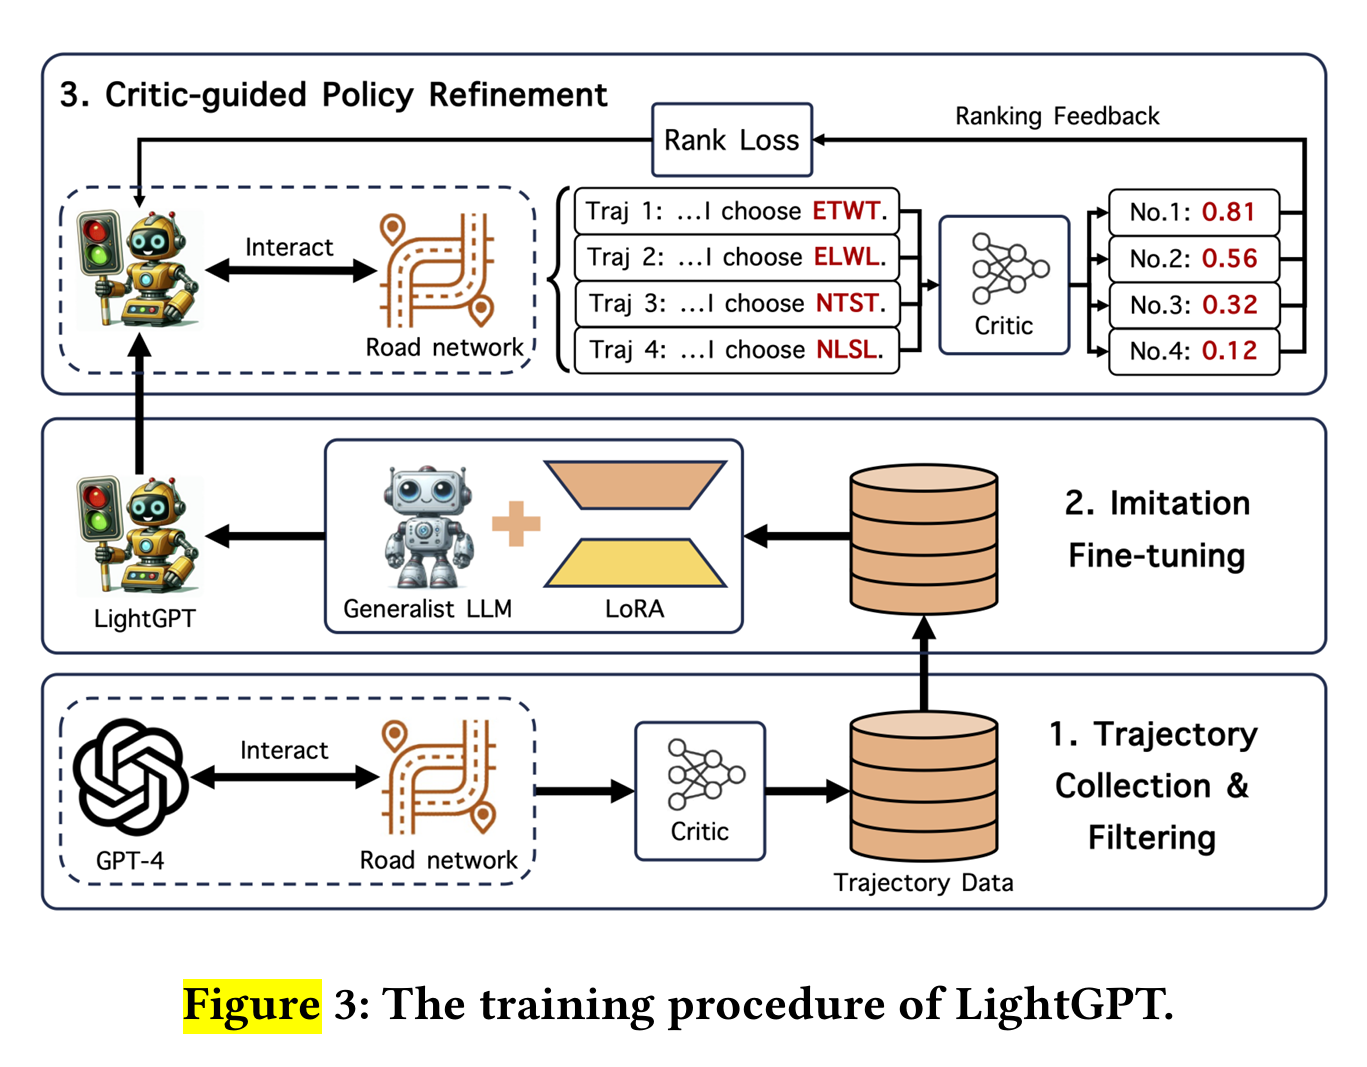 3. Critic-guided Policy Refinement
Rank Loss
Ranking Feedback
Interact
Road network
Traj 1: ...I choose ETWT.
Traj 2: ...I choose ELWL.
Traj 3: ...I choose NTST.
Traj 4: ...I choose NLSL.
Critic
No.1: 0.81
No.2: 0.56
No.3: 0.32
No.4: 0.12
LightGPT
Generalist LLM
LoRA
2. Imitation
Fine-tuning
GPT-4
Interact
Road network
Critic
Trajectory Data
1. Trajectory
Collection &
Filtering
Figure 3: The training procedure of LightGPT.